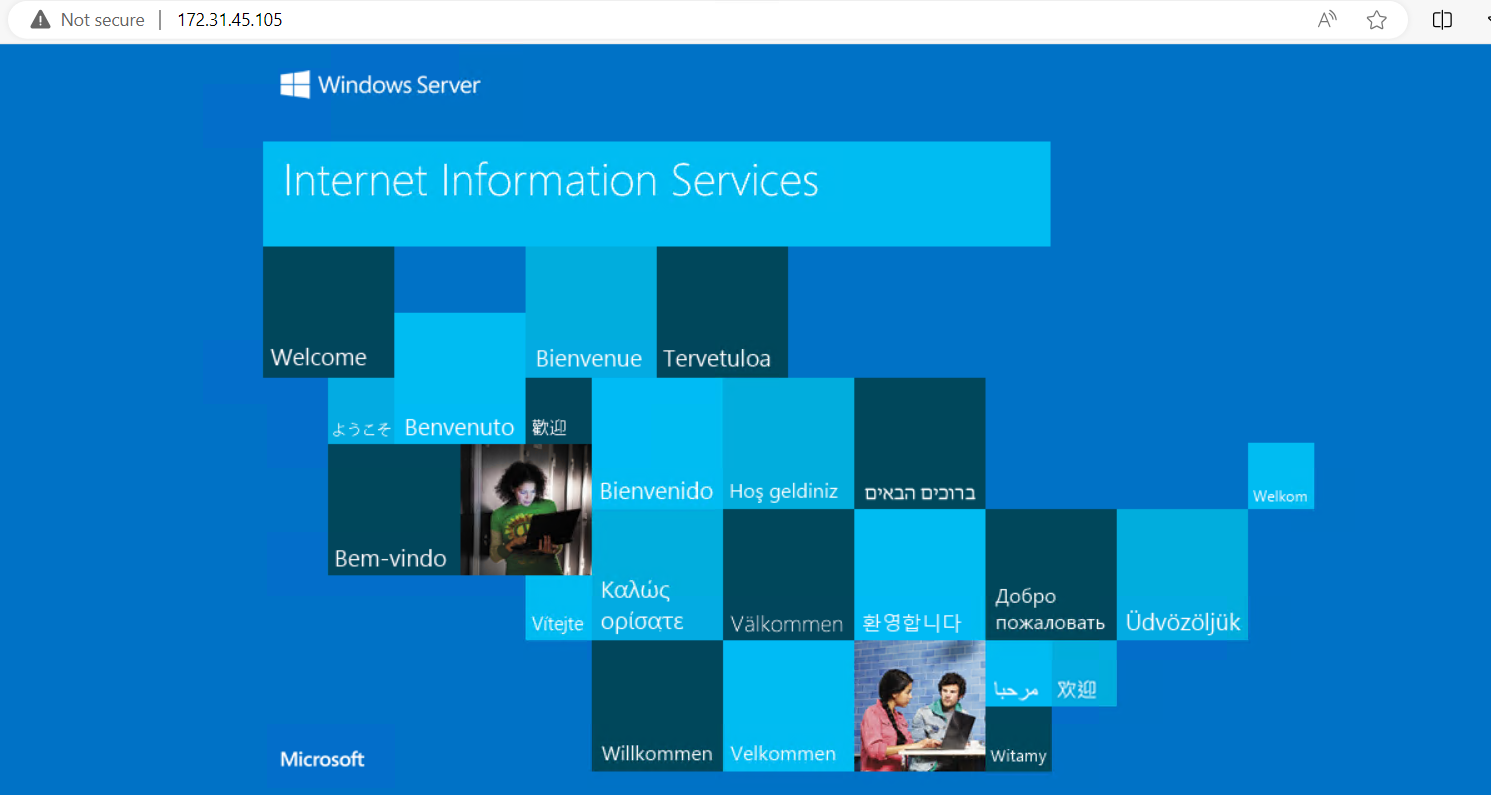 Not secure
172.31.45.105
Windows Server
Internet Information Services
Welcome
Bienvenue
Tervetuloa
ようこそ
Benvenuto
歡迎
Bienvenido
Hoş geldiniz
ברוכים הבאים
Welkom
Bem-vindo
Vítejte
Καλώς
ορίσατε
Välkommen
환영합니다
Добро
пожаловать
Üdvözöljük
مرحبا
欢迎
Willkommen
Velkommen
Witamy
Microsoft